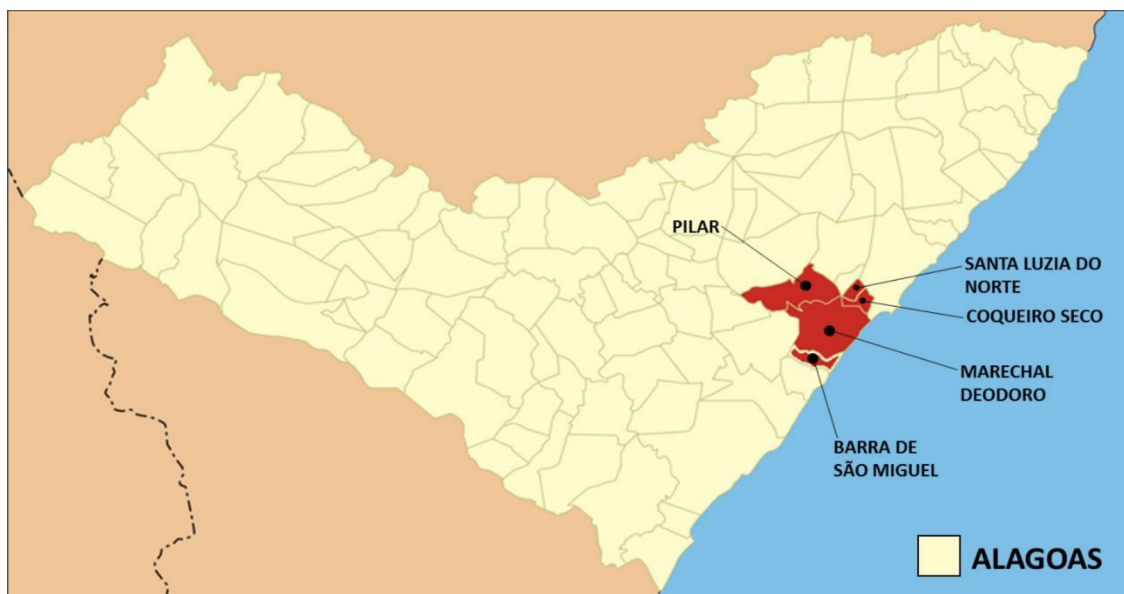 PILAR
SANTA LUZIA DO
NORTE
COQUEIRO SECO
MARECHAL
DEODORO
BARRA DE
SÃO MIGUEL
ALAGOAS